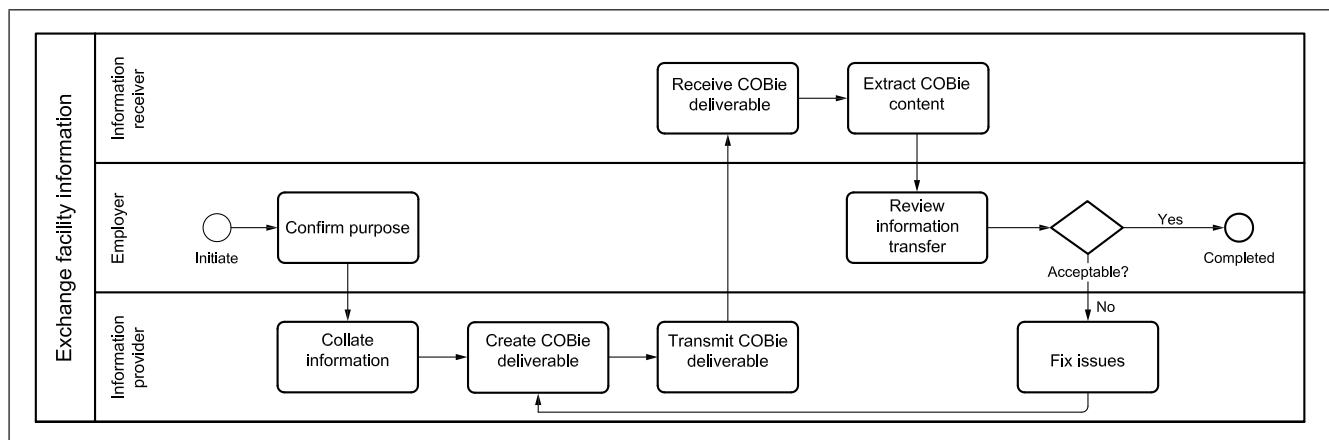 Exchange facility information
Information
receiver
Receive COBie
deliverable
Extract COBie
content
Employer
Initiate
Confirm purpose
Review
information
transfer
Acceptable?
Yes
No
Completed
Information
provider
Collate
information
Create COBie
deliverable
Transmit COBie
deliverable
Fix issues